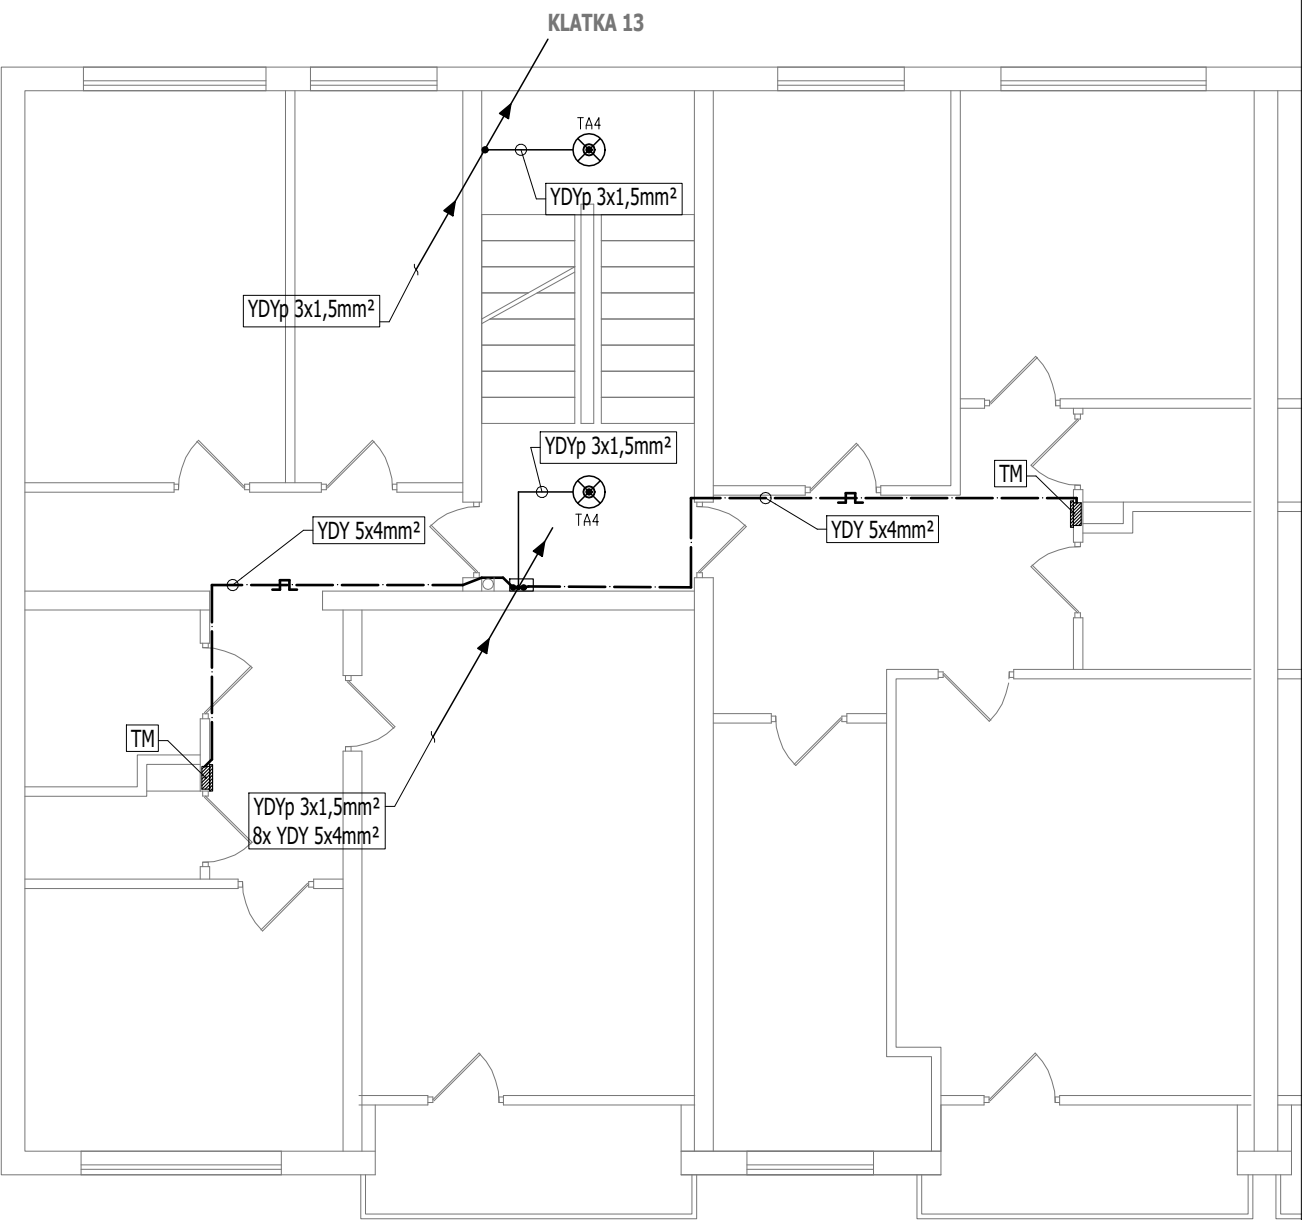 KLATKA 13
TA4
YDYp 3x1,5mm²
YDYp 3x1,5mm²
YDYp 3x1,5mm²
TM
TA4
YDY 5x4mm²
YDY 5x4mm²
TM
YDYp 3x1,5mm²
8x YDY 5x4mm²